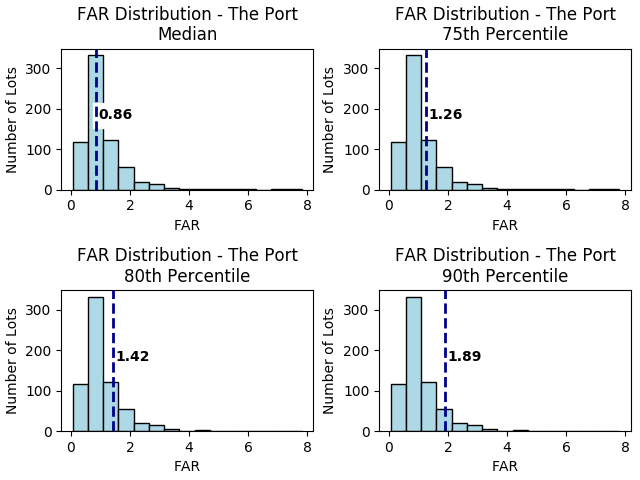 FAR Distribution - The Port
Median
Number of Lots
300
200
100
0
0.86
0 2 4 6 8
FAR
FAR Distribution - The Port
75th Percentile
Number of Lots
300
200
100
0
1.26
0 2 4 6 8
FAR
FAR Distribution - The Port
80th Percentile
Number of Lots
300
200
100
0
1.42
0 2 4 6 8
FAR
FAR Distribution - The Port
90th Percentile
Number of Lots
300
200
100
0
1.89
0 2 4 6 8
FAR